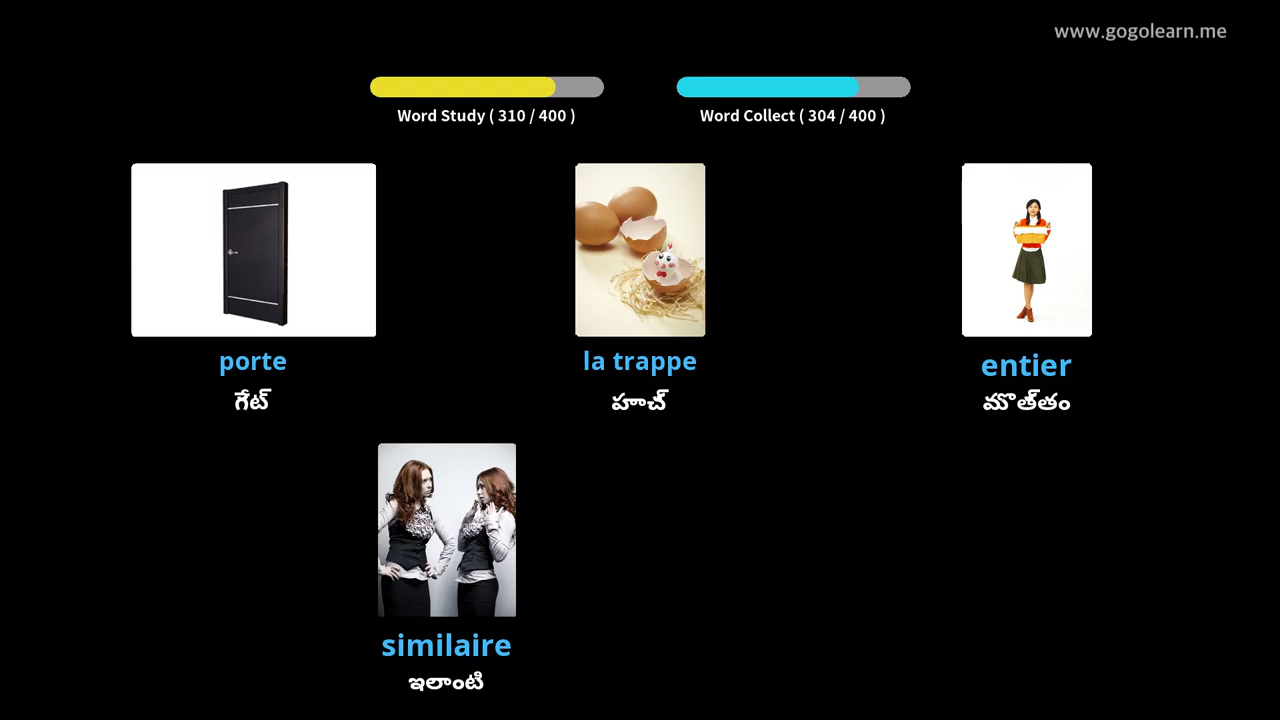 www.gogolearn.me
Word Study ( 310 / 400 )
Word Collect ( 304 / 400 )
porte
la trappe
entier
గేట్
హాచ్
మొత్తం
similaire
ఇలాంటి